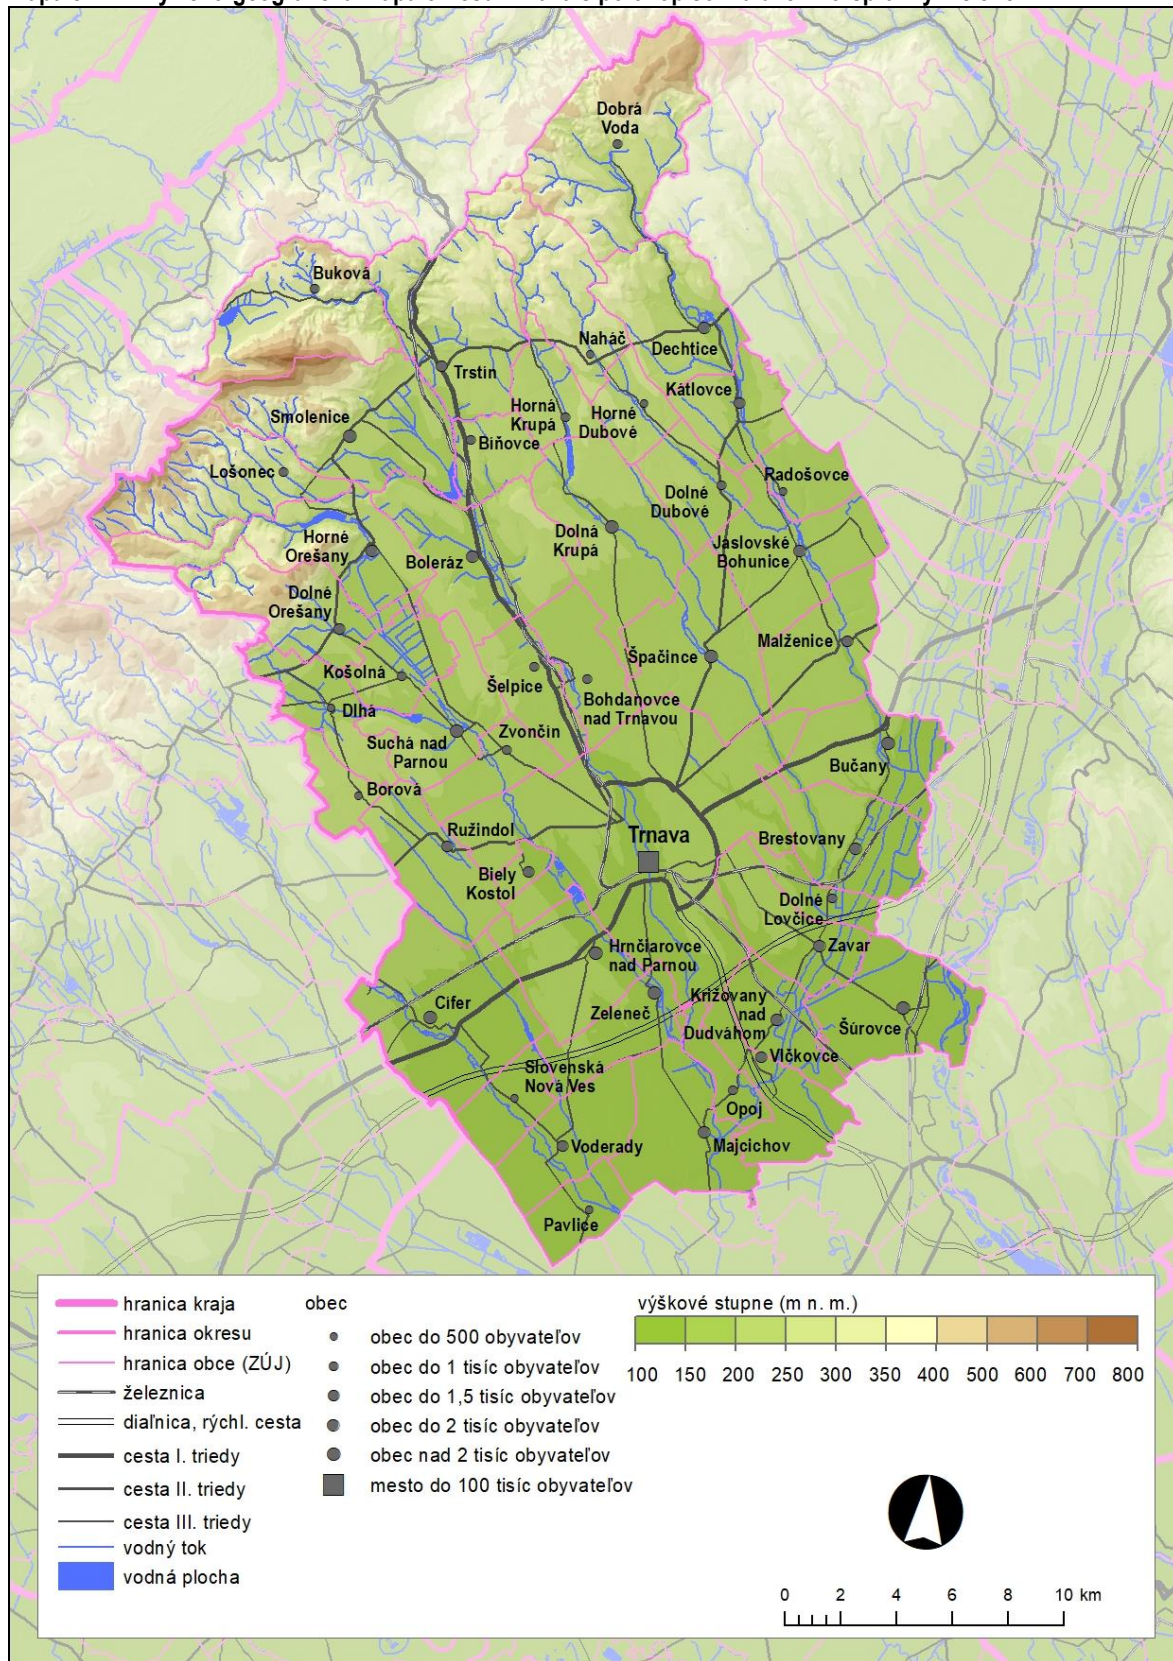 Dobrá
Voda
Buková
Naháč
Dechtice
Trstín
Kátlovce
Horná
Krupá
Horné
Dubové
Smolenice
Bíňovce
Lošonec
Radošovce
Dolné
Dubové
Dolná
Krupá
Horné
Orešany
Boleráz
Jaslovské
Bohunice
Dolné
Orešany
Malženice
Špačince
Košolná
Šelpice
Bohdanovce
nad Trnavou
Dlhá
Suchá nad
Parnou
Zvončín
Bučany
Borová
Ružindol
Trnava
Brestovany
Biely
Kostol
Dolné
Lovčice
Hrnčiarovce
nad Parnou
Zavar
Cífer
Zeleneč
Križovany
nad
Dudváhom
Šúrovce
Vlčkovce
Slovenská
Nová Ves
Opoj
Voderady
Majcichov
Pavlice
hranica kraja
hranica okresu
hranica obce (ZÚJ)
železnica
diaľnica, rýchl. cesta
cesta I. triedy
cesta II. triedy
cesta III. triedy
vodný tok
vodná plocha
obec
obec do 500 obyvateľov
obec do 1 tisíc obyvateľov
obec do 1,5 tisíc obyvateľov
obec do 2 tisíc obyvateľov
obec nad 2 tisíc obyvateľov
mesto do 100 tisíc obyvateľov
výškové stupne (m n. m.)
100 150 200 250 300 350 400 500 600 700 800
0 2 4 6 8 10 km